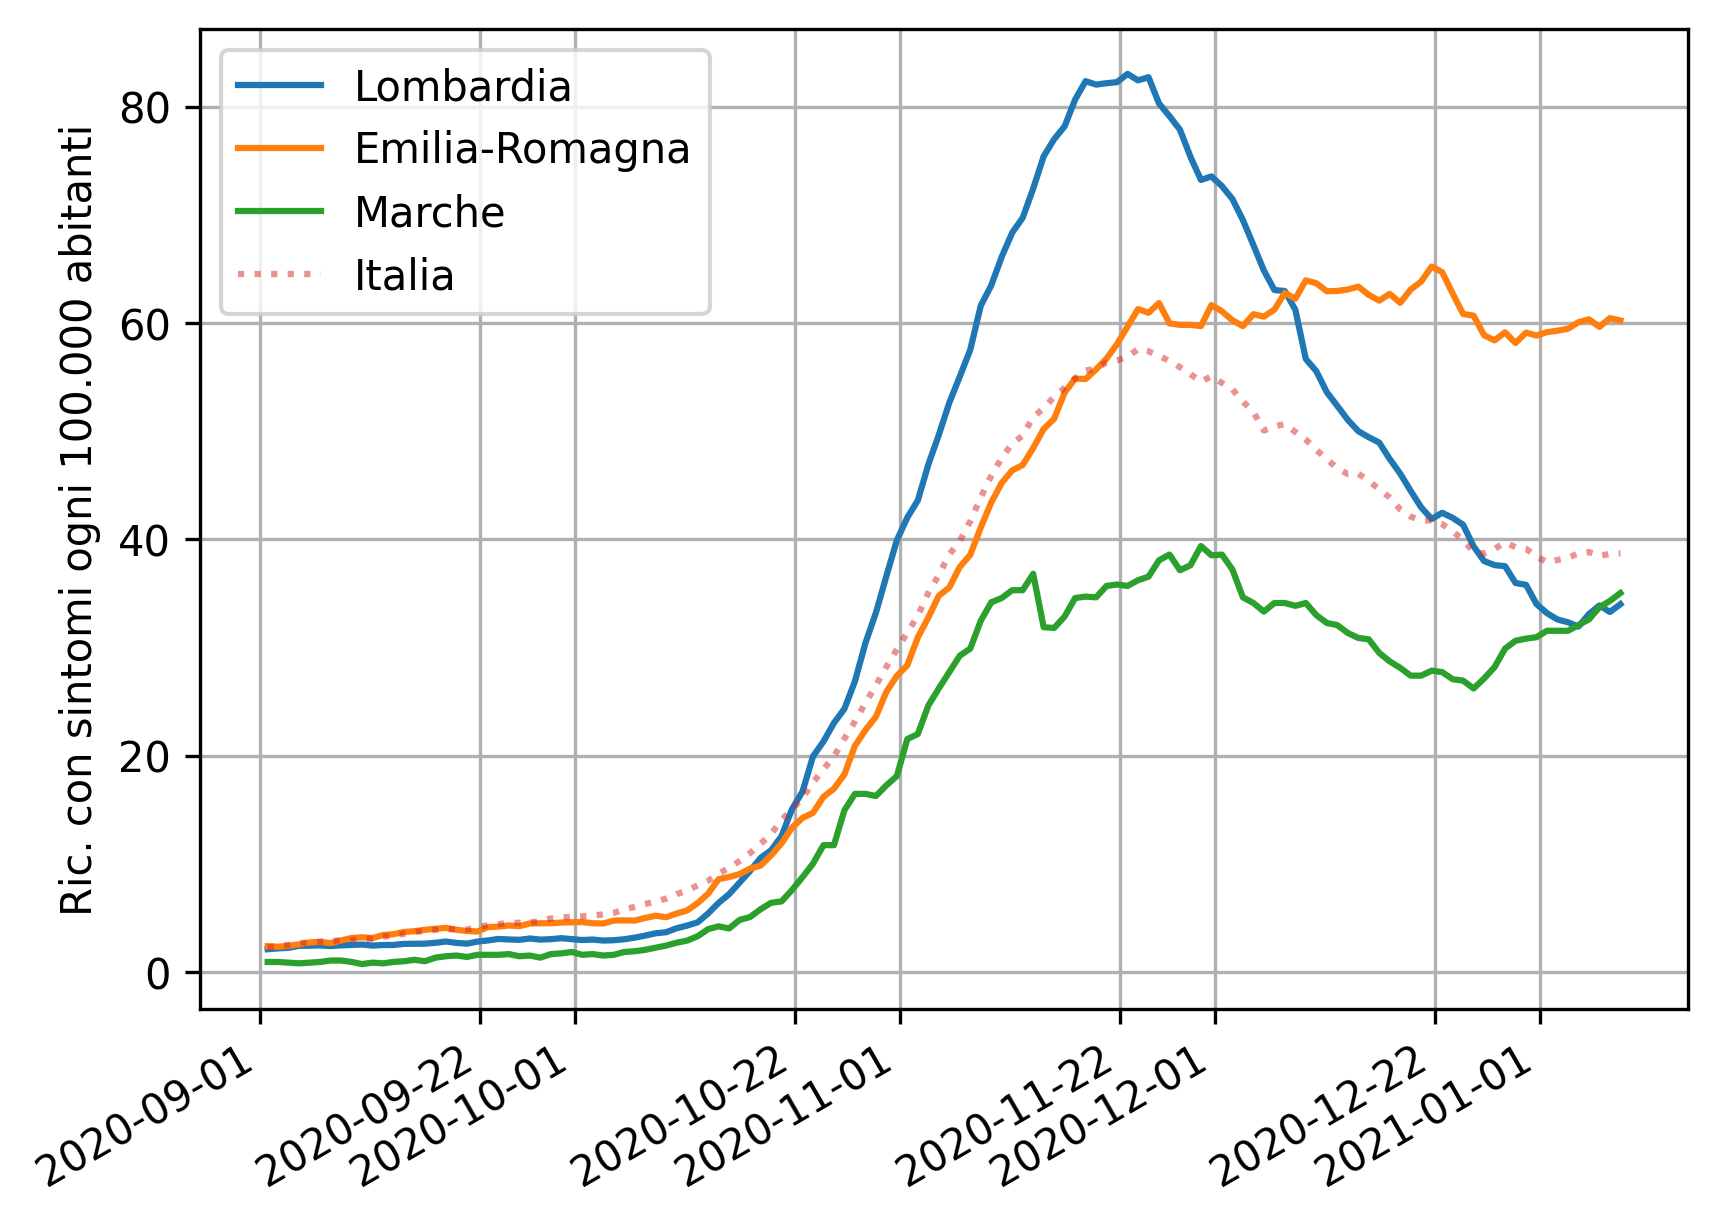 Lombardia
Emilia-Romagna
Marche
Italia
Ric. con sintomi ogni 100.000 abitanti
80
60
40
20
0
2020-09-01
2020-09-22
2020-10-01
2020-10-22
2020-11-01
2020-11-22
2020-12-01
2020-12-22
2021-01-01